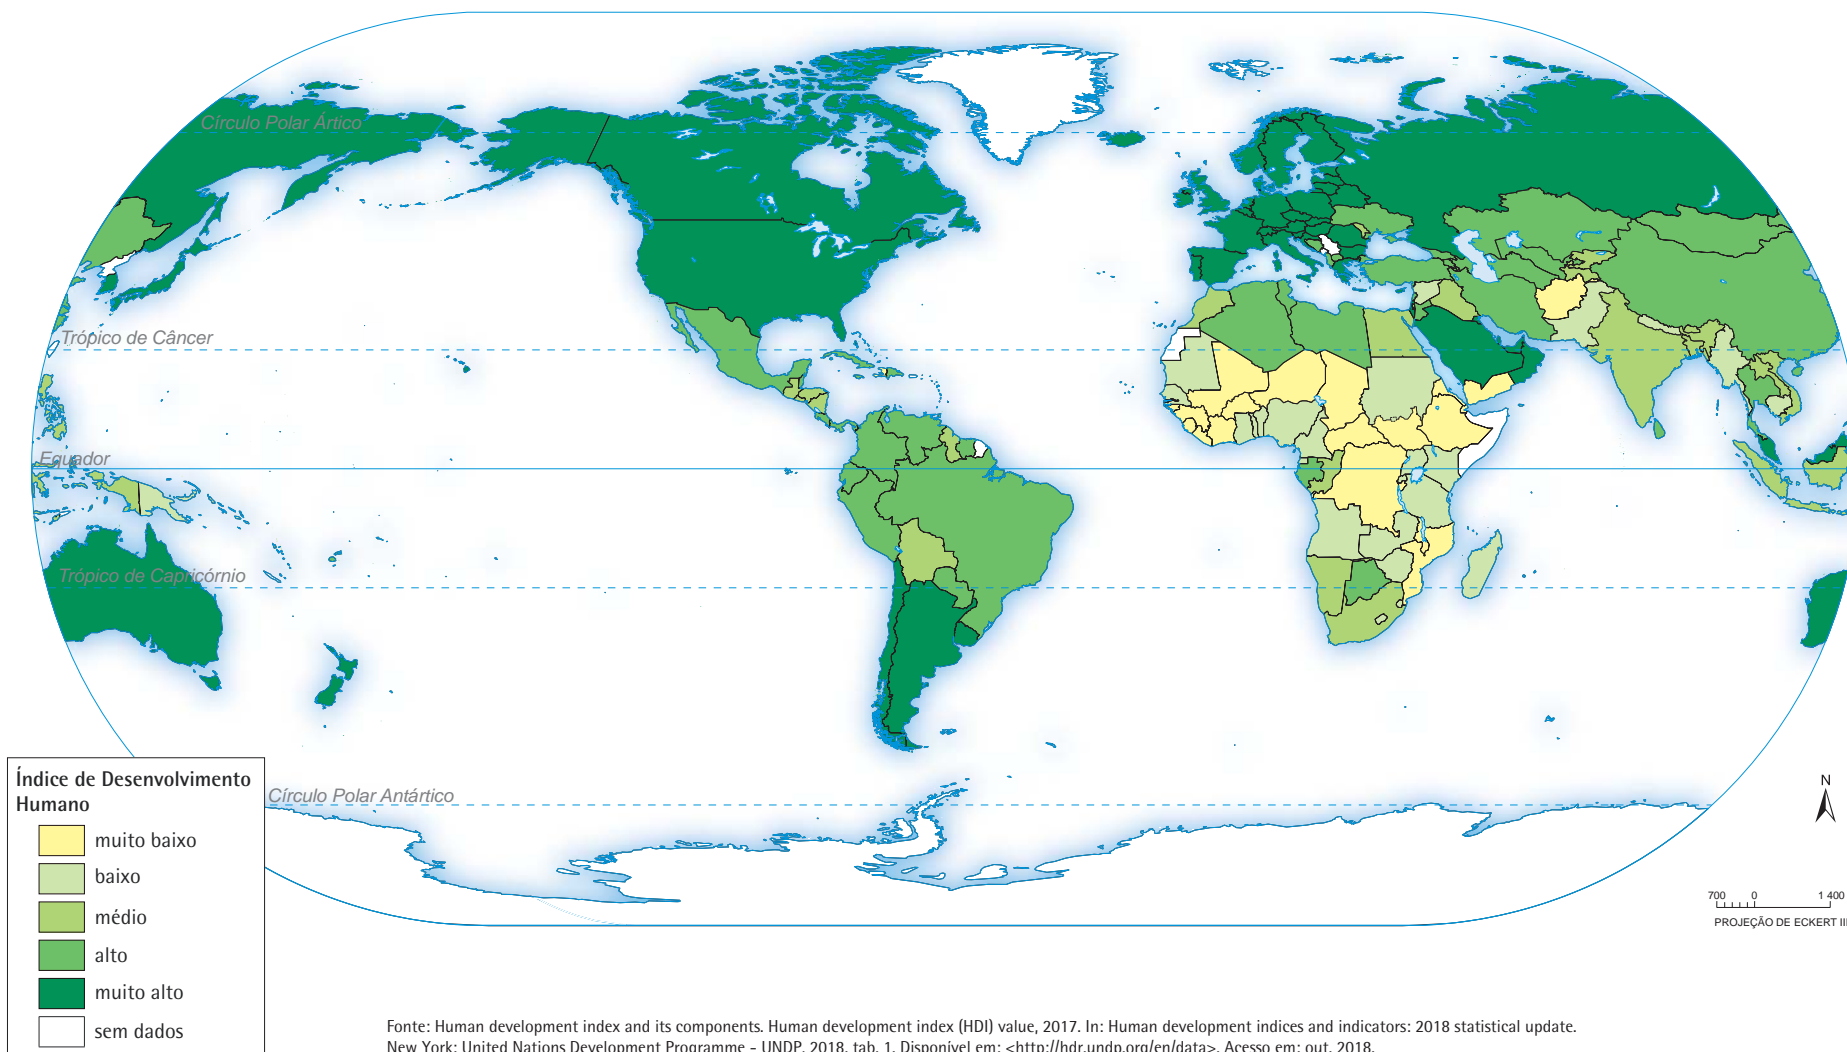 Círculo Polar Ártico
Trópico de Câncer
Equador
Trópico de Capricórnio
Círculo Polar Antártico
Índice de Desenvolvimento
Humano
muito baixo
baixo
médio
alto
muito alto
sem dados
N
700 0 1 400
PROJEÇÃO DE ECKERT III
Fonte: Human development index and its components. Human development index (HDI) value, 2017. In: Human development indices and indicators: 2018 statistical update.
New York: United Nations Development Programme - UNDP, 2018. tab. 1. Disponível em: <http://hdr.undp.org/en/data>. Acesso em: out. 2018.